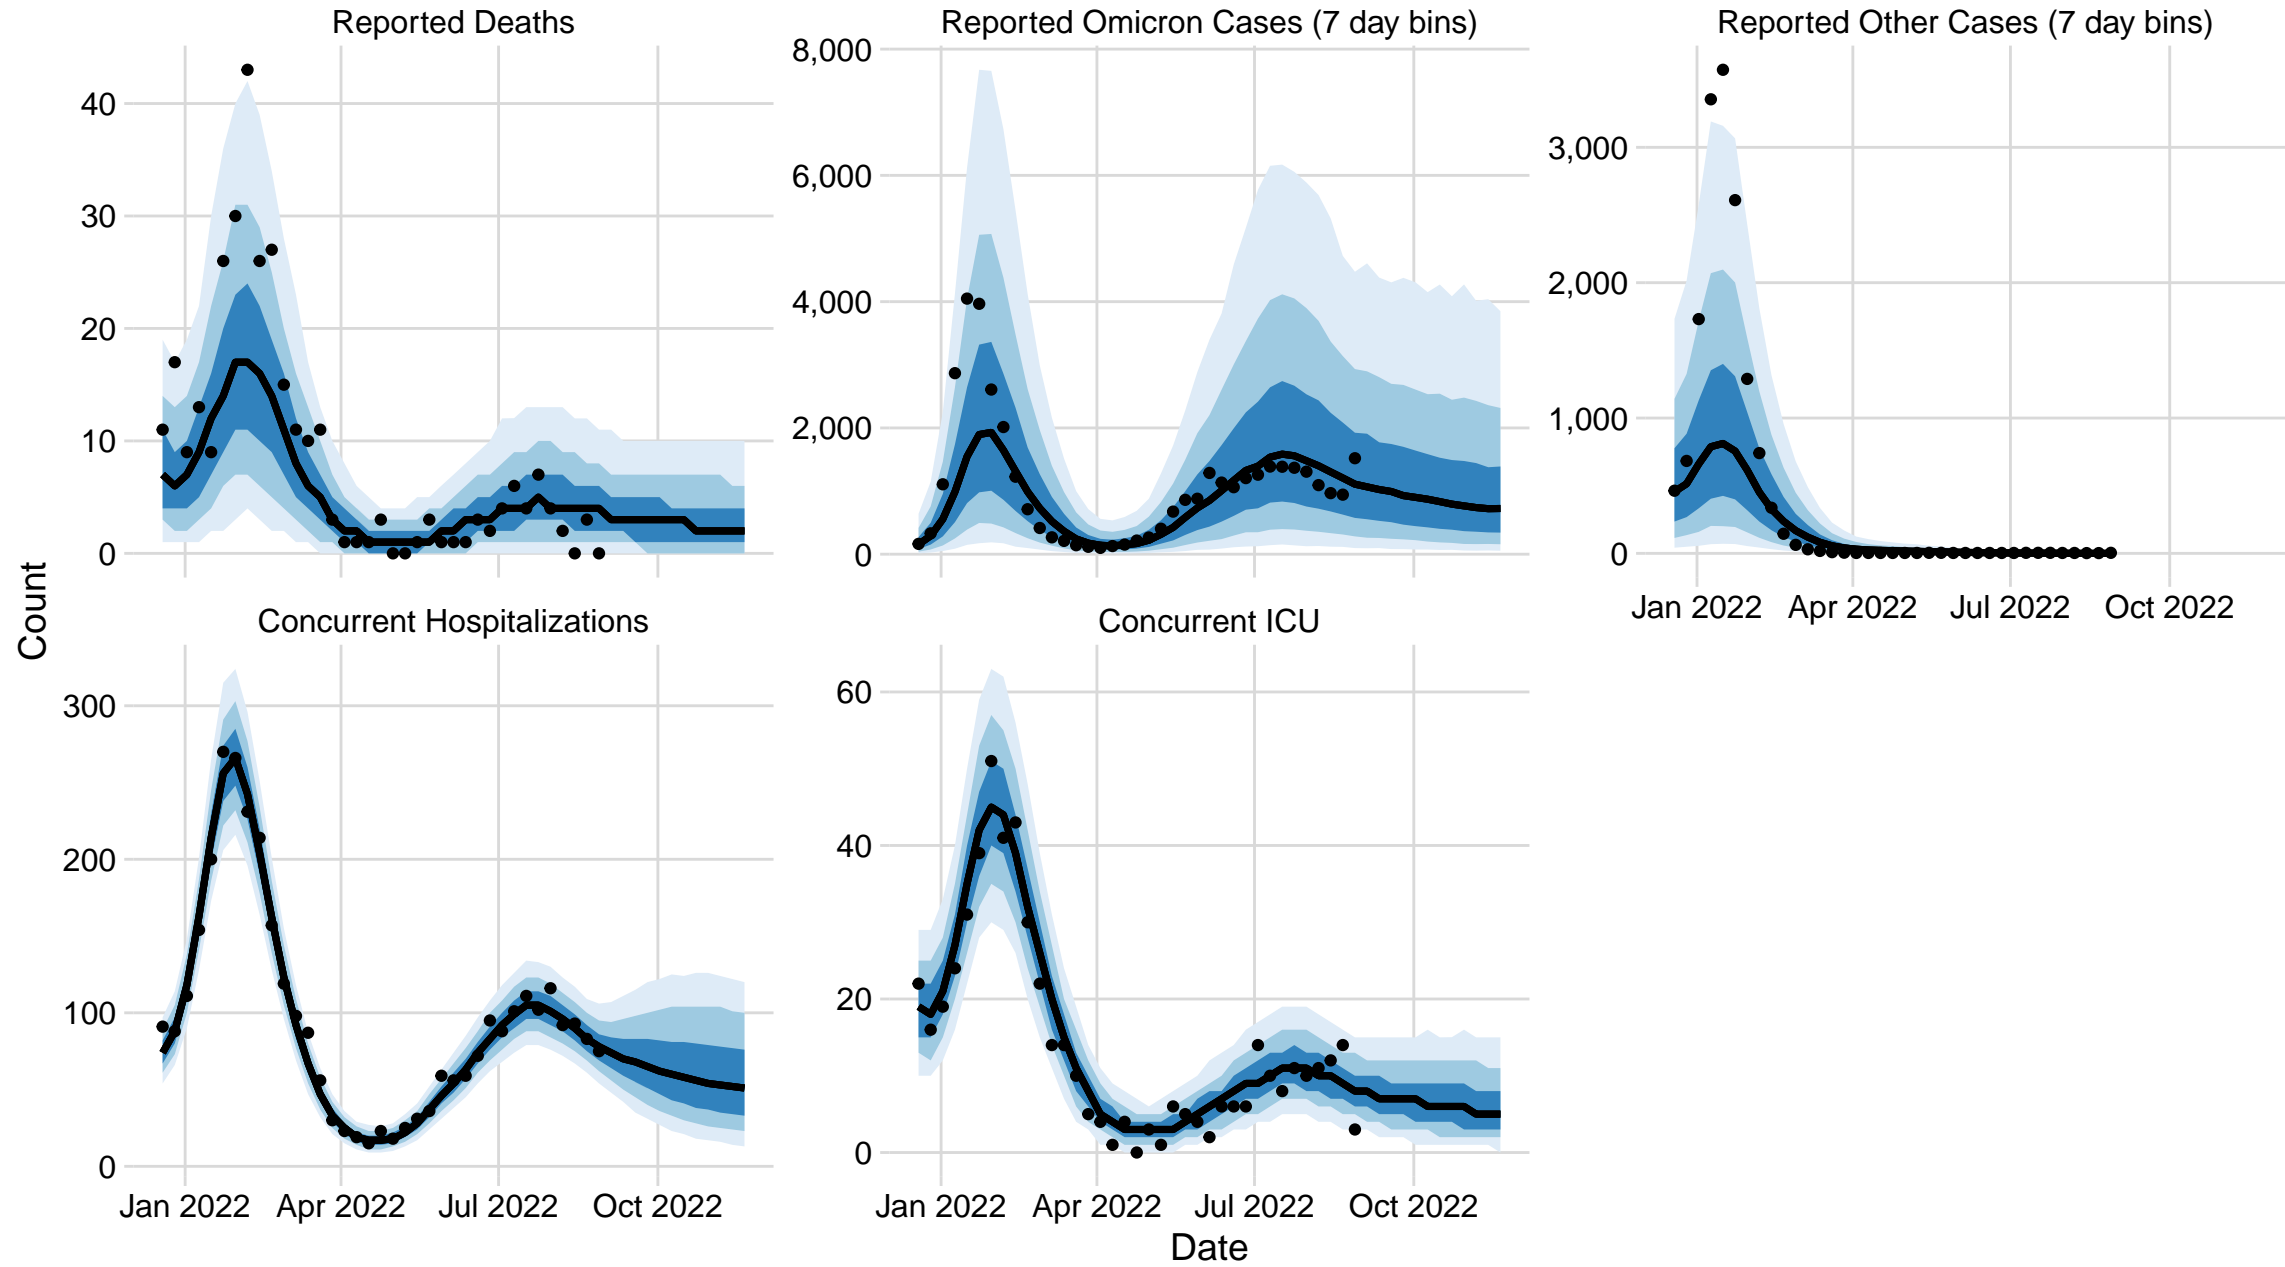 Reported Deaths
Reported Omicron Cases (7 day bins)
Reported Other Cases (7 day bins)
40
30
20
10
0
8,000
6,000
4,000
2,000
0
3,000
2,000
1,000
0
Jan 2022 Apr 2022 Jul 2022 Oct 2022
Count
Concurrent Hospitalizations
Concurrent ICU
300
200
100
0
60
40
20
0
Jan 2022 Apr 2022 Jul 2022 Oct 2022
Jan 2022 Apr 2022 Jul 2022 Oct 2022
Date